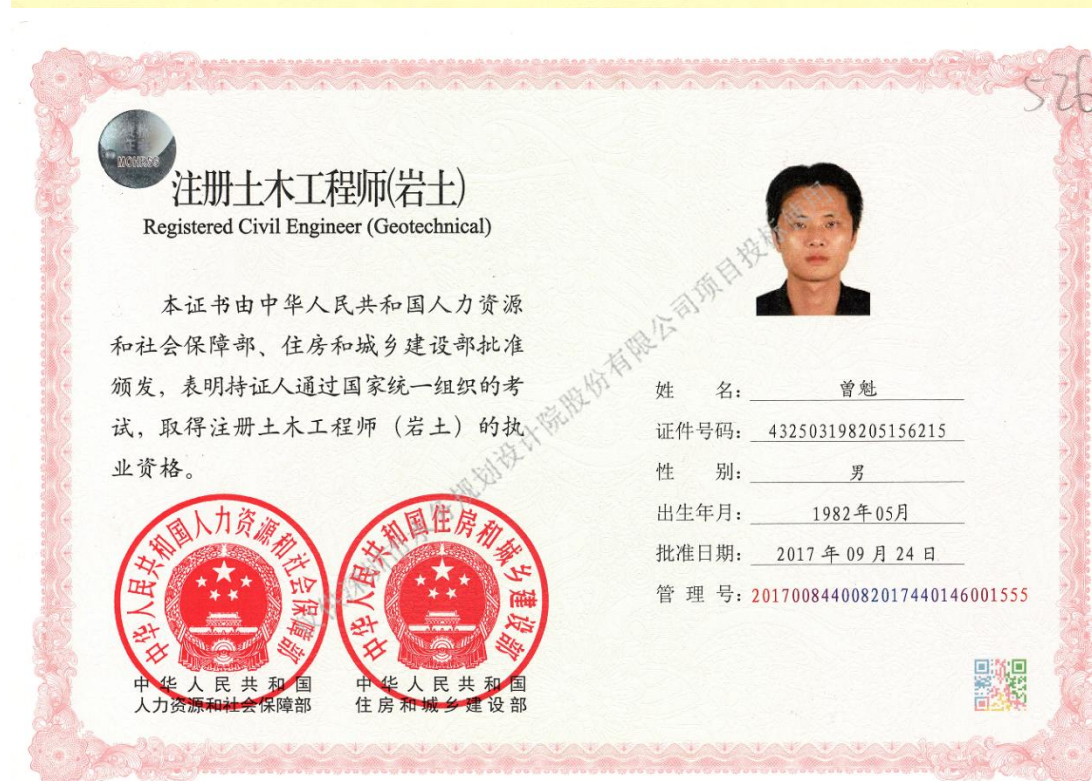 526
MOHRSS
注册土木工程师(岩土)
Registered Civil Engineer (Geotechnical)
本证书由中华人民共和国人力资源
和社会保障部、住房和城乡建设部批准
颁发，表明持证人通过国家统一组织的考
试，取得注册土木工程师（岩土）的执
业资格。
中华人民共和国人力资源和社会保障部
中华人民共和国住房和城乡建设部
中华人民共和国
人力资源和社会保障部
中华人民共和国
住房和城乡建设部
姓 名： 曾魁
证件号码： 432503198205156215
性 别： 男
出生年月： 1982年05月
批准日期： 2017年09月24日
管 理 号： 20170084400820174401460015​55
规划设计院股份有限公司项目投标